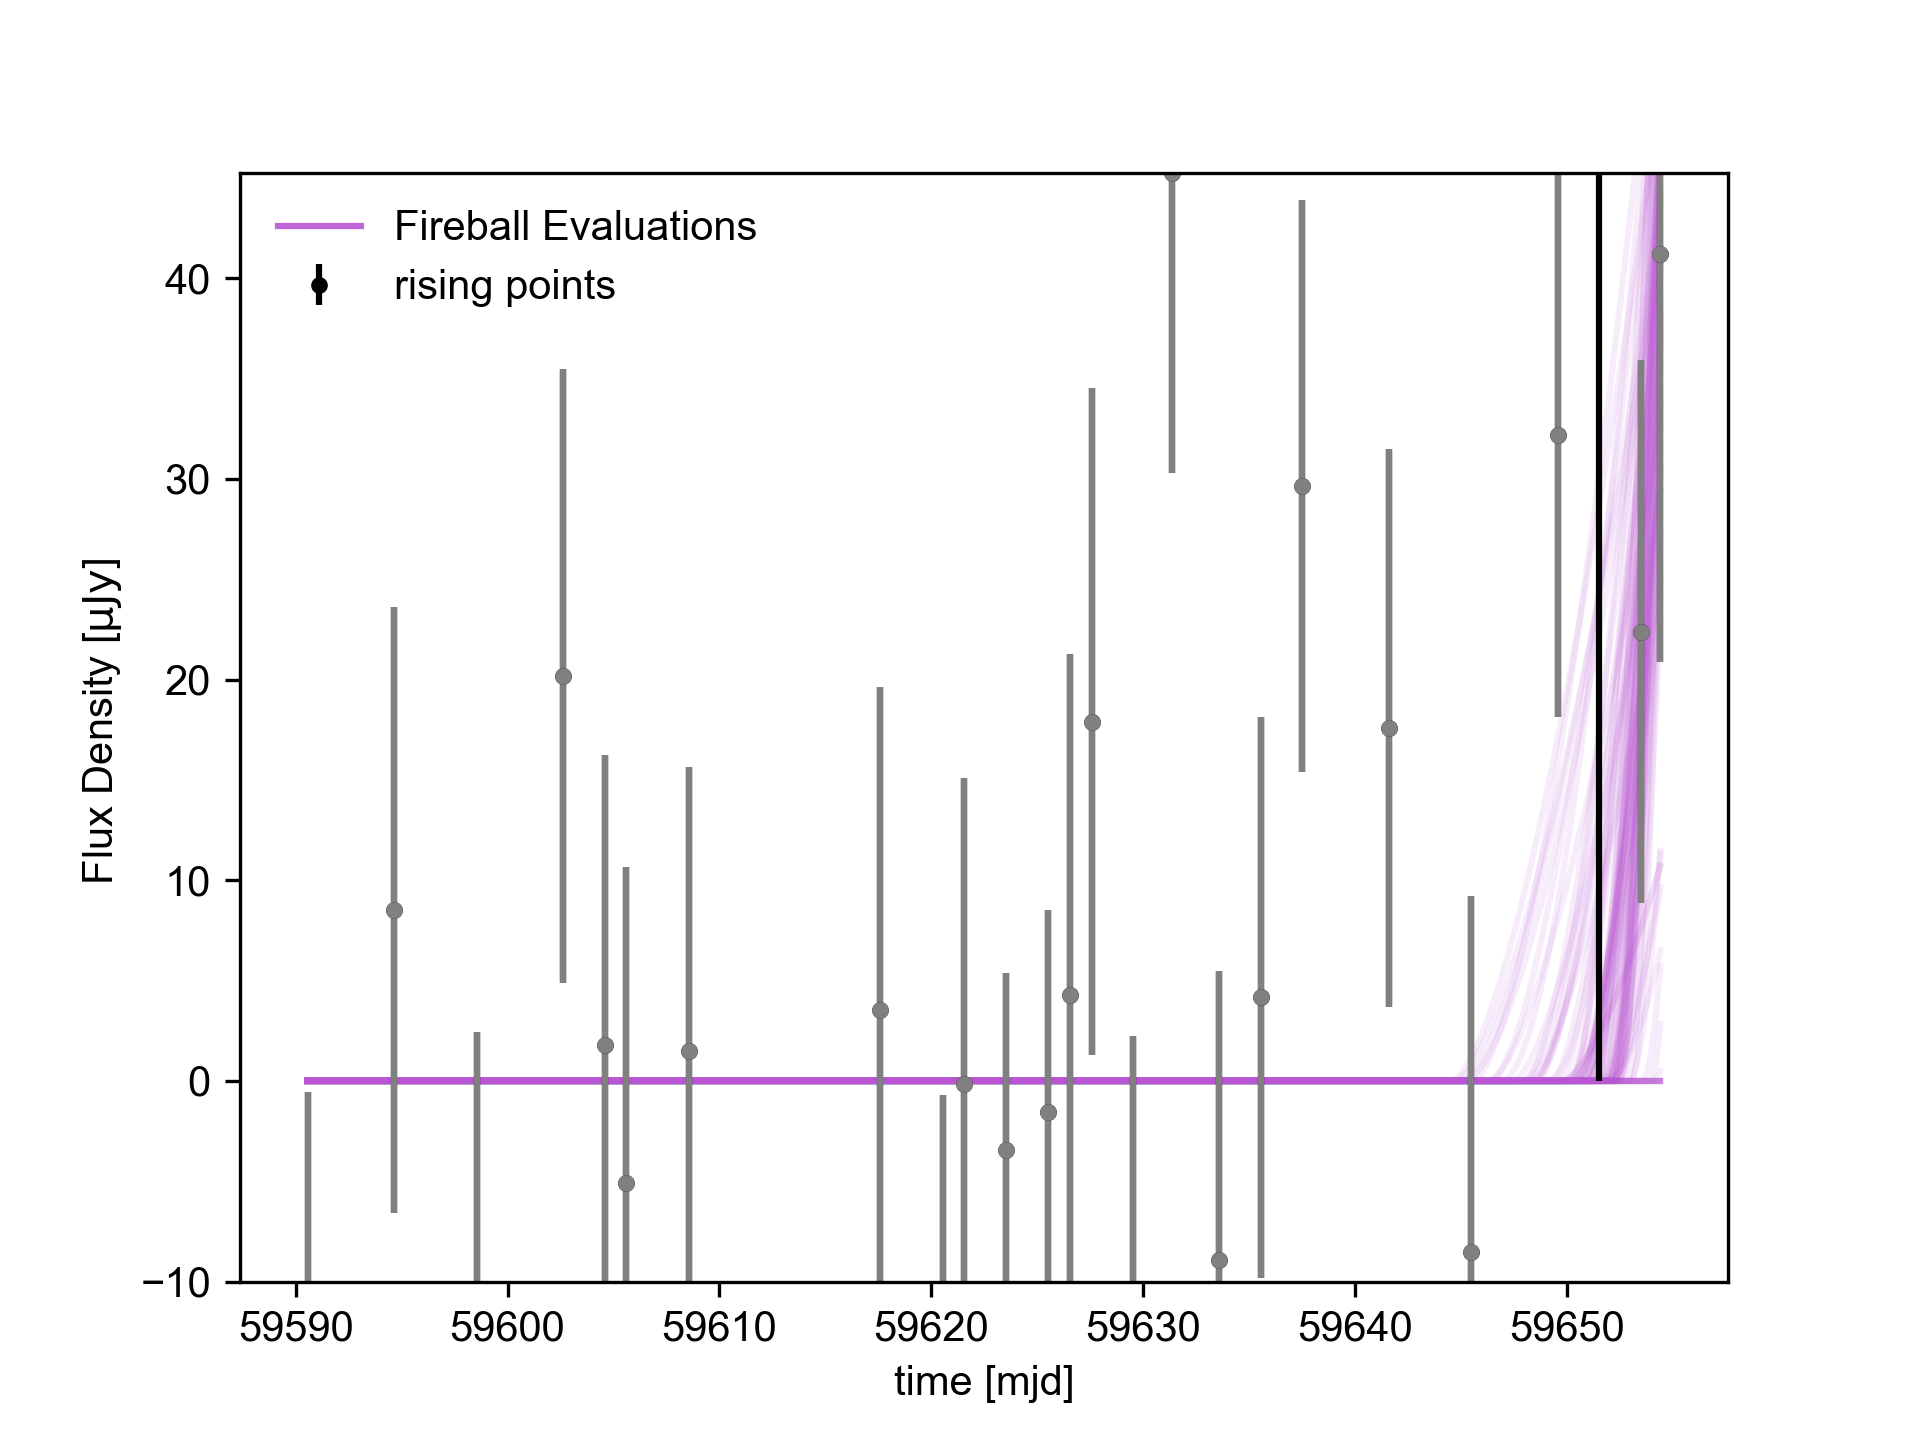 Fireball Evaluations
rising points
40
30
20
10
0
−10
Flux Density [µJy]
59590 59600 59610 59620 59630 59640 59650
time [mjd]